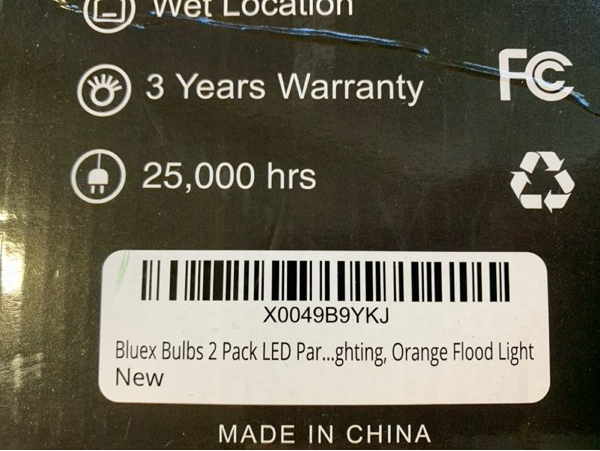 Wet Location
3 Years Warranty
FC
25,000 hrs
X0049B9YKJ
Bluex Bulbs 2 Pack LED Par...ghting, Orange Flood Light
New
MADE IN CHINA